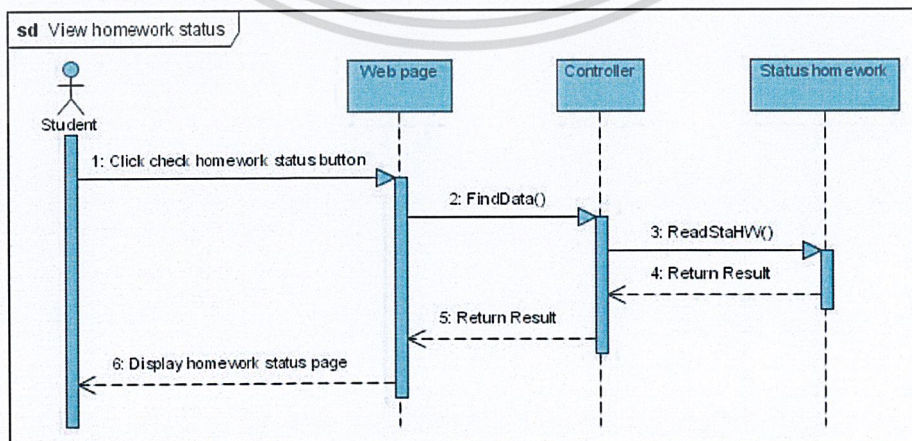 sd View homework status
Web page
Controller
Status homework
Student
1: Click check homework status button
2: FindData()
3: ReadStaHW()
4: Return Result
5: Return Result
6: Display homework status page